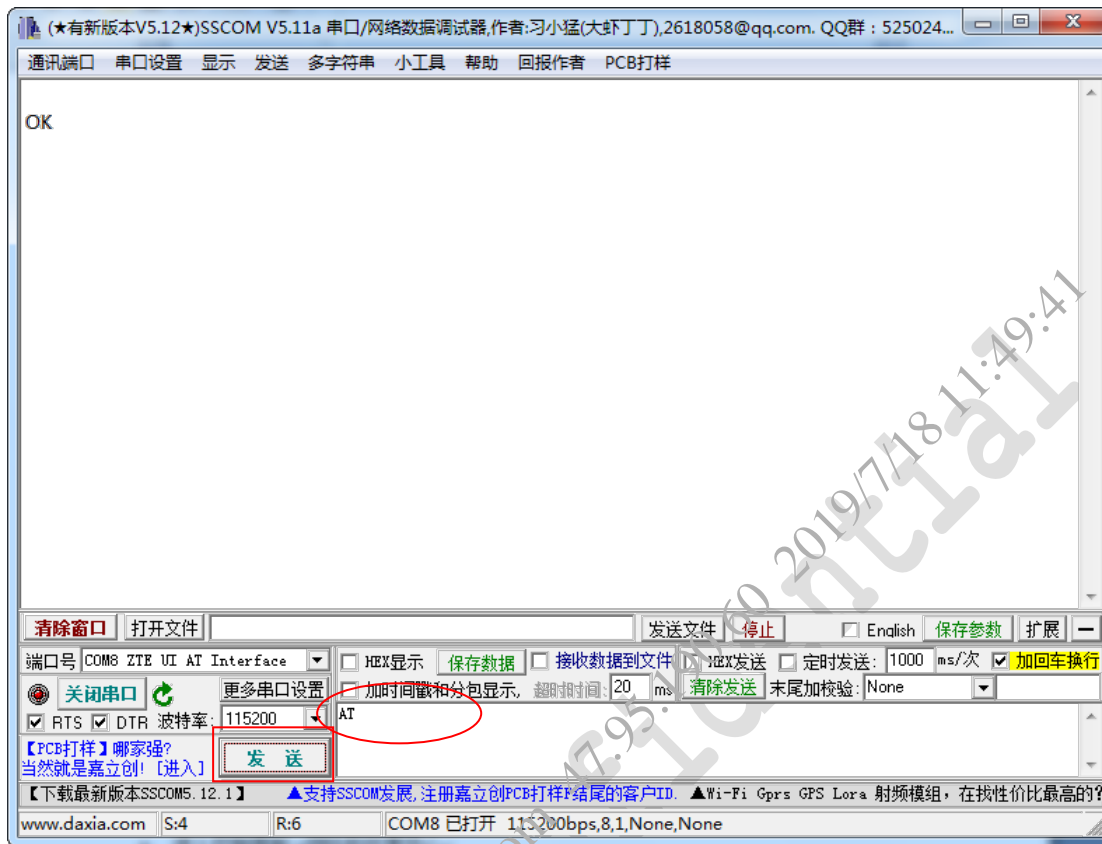 (★有新版本V5.12★)SSCOM V5.11a 串口/网络数据调试器,作者:习小猛(大虾丁丁),2618058@qq.com. QQ群：525024...
通讯端口 串口设置 显示 发送 多字符串 小工具 帮助 回报作者 PCB打样
OK
清除窗口 打开文件 发送文件 停止 English 保存参数 扩展 —
端口号 COM8 ZTE UI AT Interface HEX显示 保存数据 接收数据到文件 HEX发送 定时发送: 1000 ms/次 加回车换行
关闭串口 更多串口设置 加时间戳和分包显示, 超时时间: 20 ms 清除发送 末尾加校验: None
RTS DTR 波特率: 115200 AT
【PCB打样】哪家强?
当然就是嘉立创! [进入] 发 送
【下载最新版本SSCOM5.12.1】 ▲支持SSCOM发展,注册嘉立创PCB打样F结尾的客户ID. ▲Wi-Fi Gprs GPS Lora 射频模组，在找性价比最高的?
www.daxia.com S:4 R:6 COM8 已打开 115200bps,8,1,None,None
47.95.100.60 2019/7/18 11:49:41